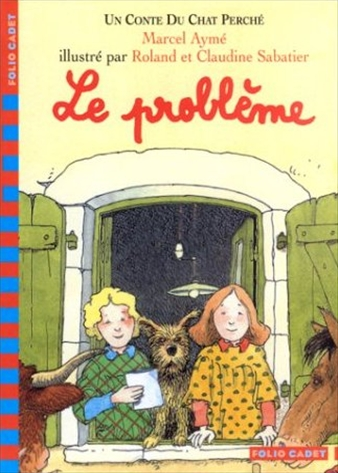 UN CONTE DU CHAT PERCHÉ
Marcel Aymé
illustré par Roland et Claudine Sabatier
Le problème
FOLIO CADET
FOLIO CADET